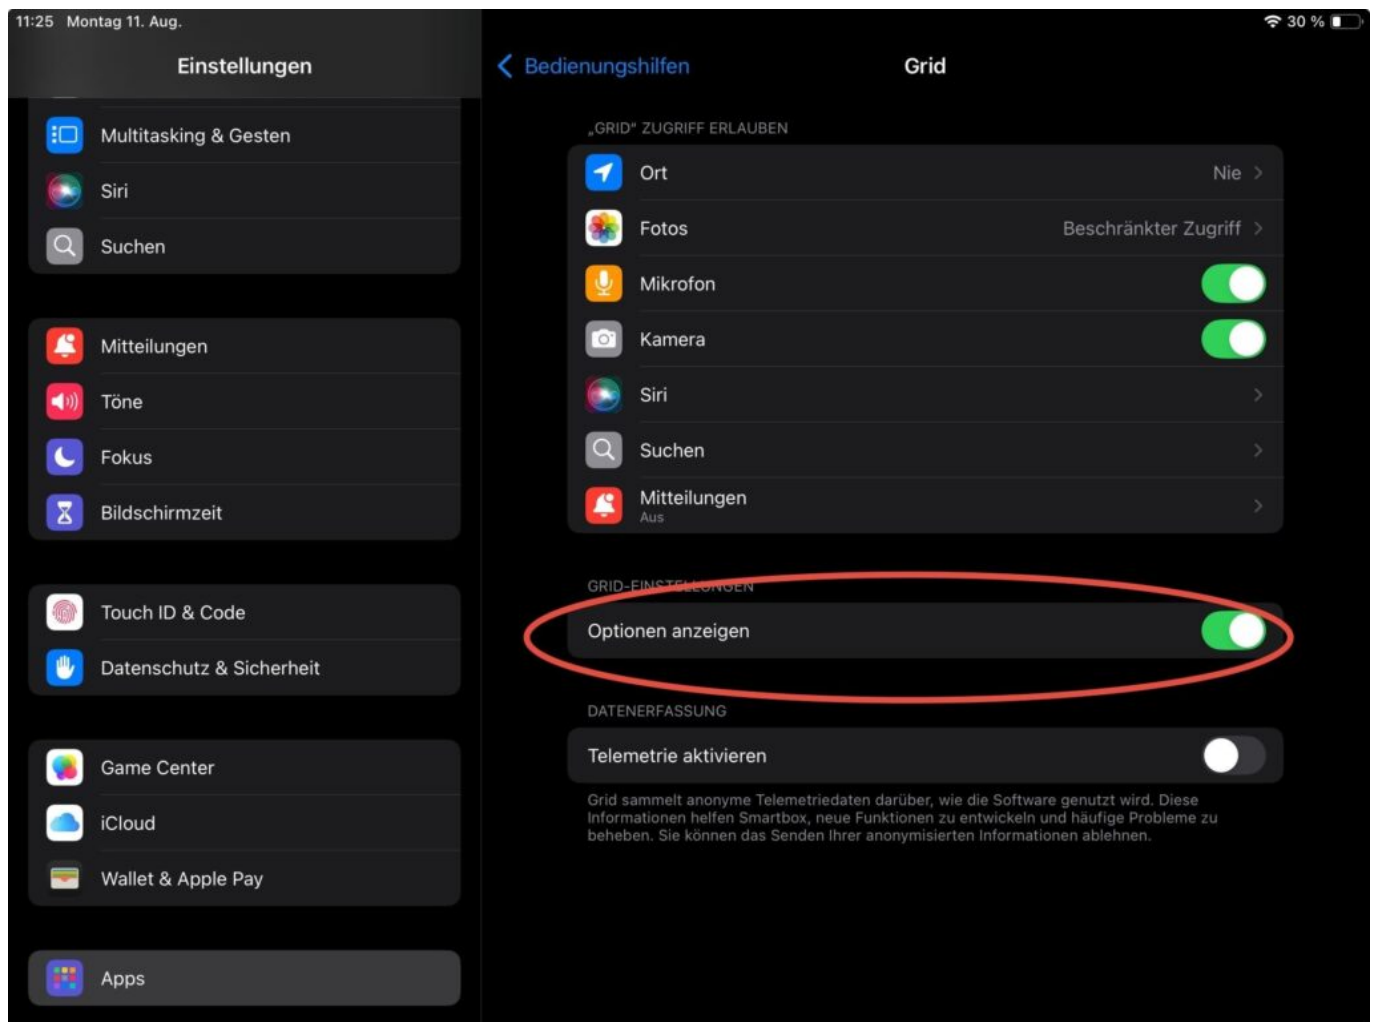 11:25 Montag 11. Aug.
30 %
Einstellungen
Multitasking & Gesten
Siri
Suchen
Mitteilungen
Töne
Fokus
Bildschirmzeit
Touch ID & Code
Datenschutz & Sicherheit
Game Center
iCloud
Wallet & Apple Pay
Apps
Bedienungshilfen
Grid
„GRID“ ZUGRIFF ERLAUBEN
Ort Nie
Fotos Beschränkter Zugriff
Mikrofon
Kamera
Siri
Suchen
Mitteilungen
Aus
GRID-EINSTELLUNGEN
Optionen anzeigen
DATENERFASSUNG
Telemetrie aktivieren
Grid sammelt anonyme Telemetriedaten darüber, wie die Software genutzt wird. Diese
Informationen helfen Smartbox, neue Funktionen zu entwickeln und häufige Probleme zu
beheben. Sie können das Senden Ihrer anonymisierten Informationen ablehnen.